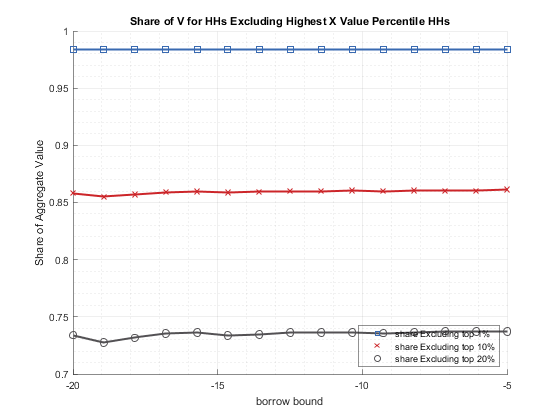 Share of V for HHs Excluding Highest X Value Percentile HHs
1
0.95
0.9
0.85
0.8
0.75
0.7
Share of Aggregate Value
-20
-15
-10
-5
borrow bound
share Excluding top 1%
share Excluding top 10%
share Excluding top 20%